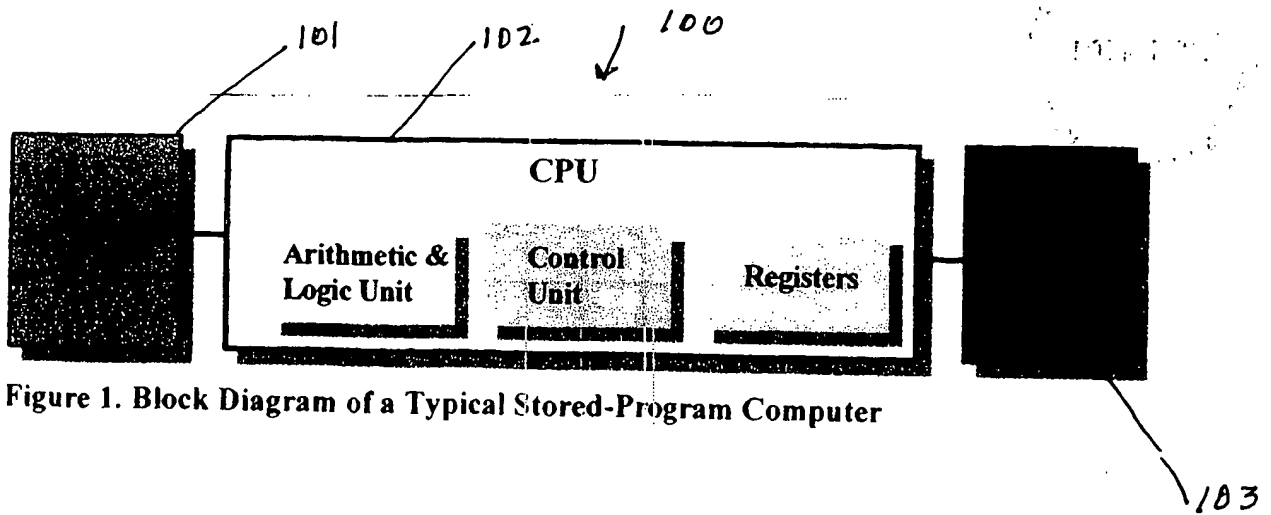 101
102
100
CPU
Arithmetic &
Logic Unit
Control
Unit
Registers
Figure 1. Block Diagram of a Typical Stored-Program Computer
103